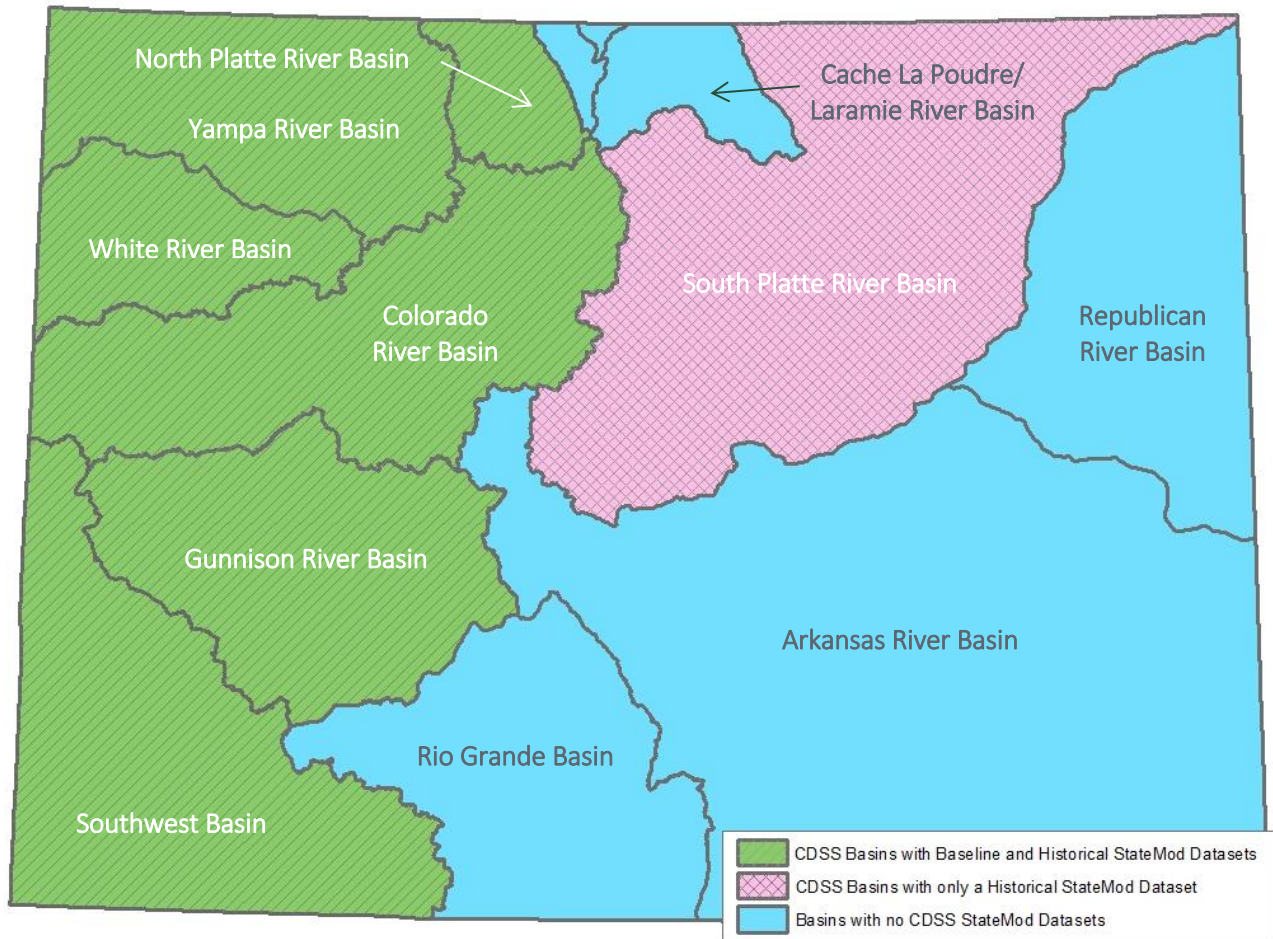 North Platte River Basin
Cache La Poudre/
Laramie River Basin
Yampa River Basin
White River Basin
South Platte River Basin
Colorado
River Basin
Republican
River Basin
Gunnison River Basin
Arkansas River Basin
Rio Grande Basin
Southwest Basin
CDSS Basins with Baseline and Historical StateMod Datasets
CDSS Basins with only a Historical StateMod Dataset
Basins with no CDSS StateMod Datasets